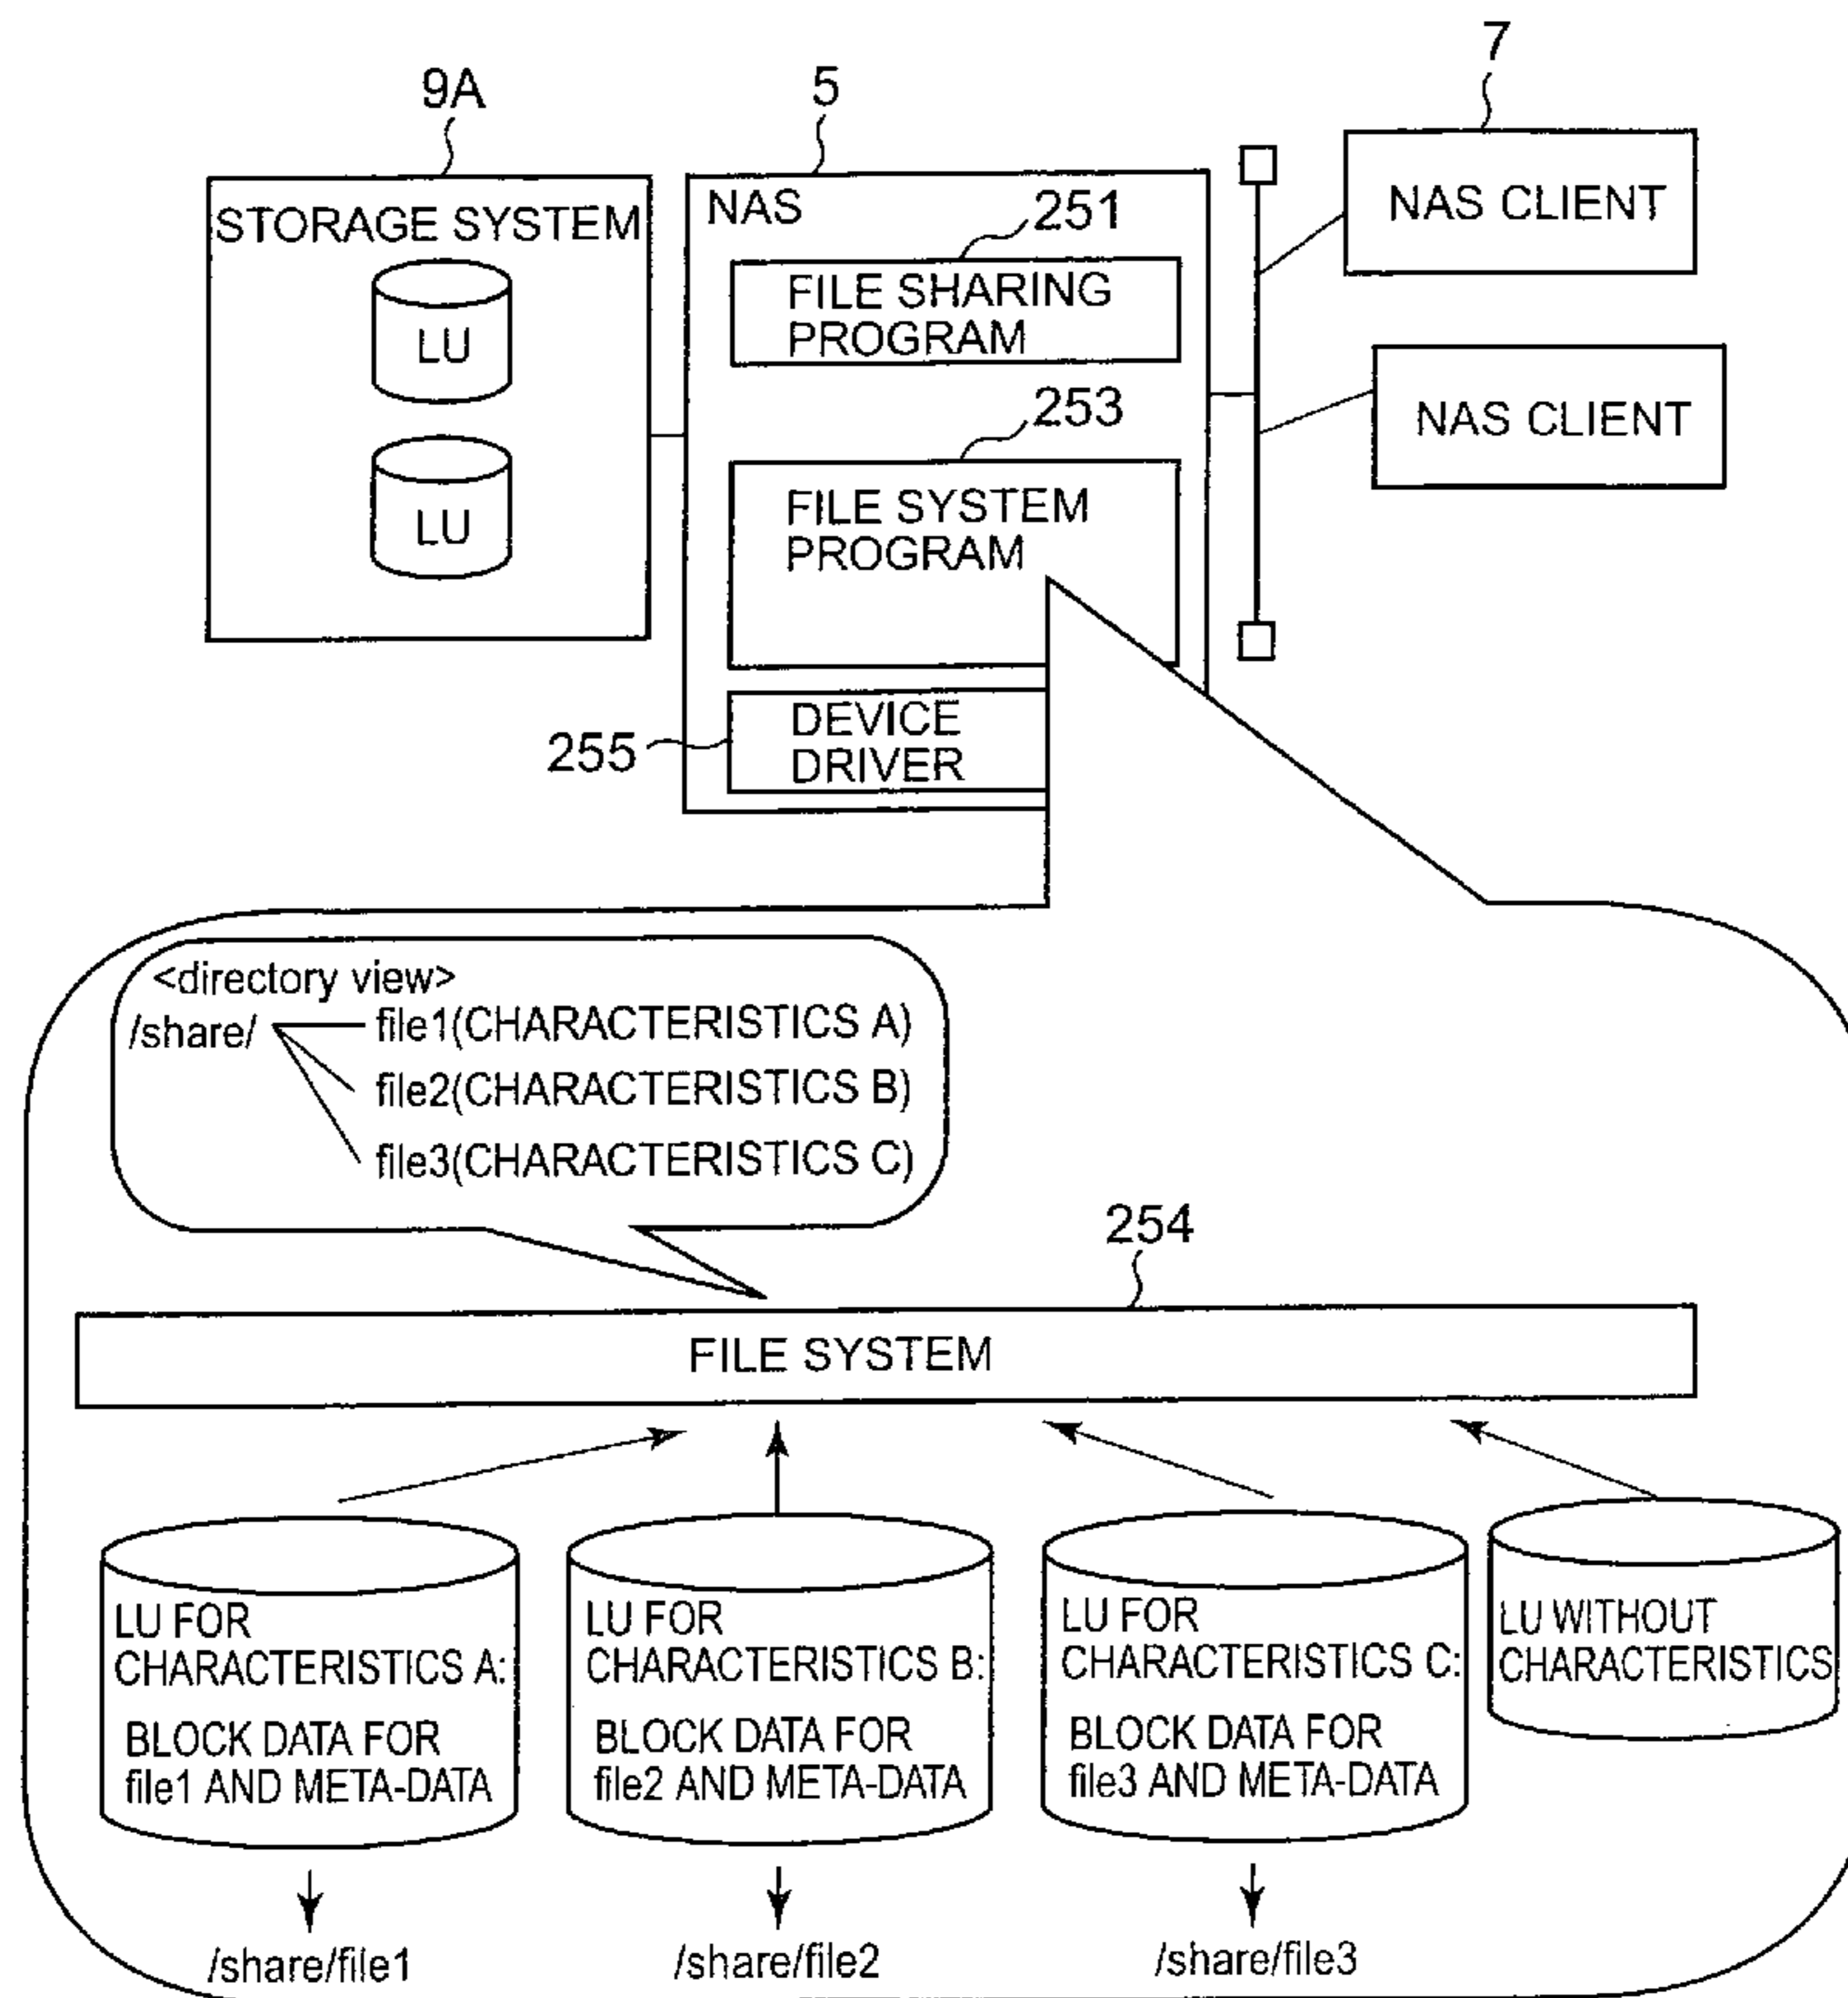 9A
5
7
STORAGE SYSTEM
LU
LU
NAS
251
FILE SHARING
PROGRAM
253
FILE SYSTEM
PROGRAM
255
DEVICE
DRIVER
NAS CLIENT
NAS CLIENT
<directory view>
/share/
file1(CHARACTERISTICS A)
file2(CHARACTERISTICS B)
file3(CHARACTERISTICS C)
254
FILE SYSTEM
LU FOR
CHARACTERISTICS A:
BLOCK DATA FOR
file1 AND META-DATA
LU FOR
CHARACTERISTICS B:
BLOCK DATA FOR
file2 AND META-DATA
LU FOR
CHARACTERISTICS C:
BLOCK DATA FOR
file3 AND META-DATA
LU WITHOUT
CHARACTERISTICS
/share/file1
/share/file2
/share/file3